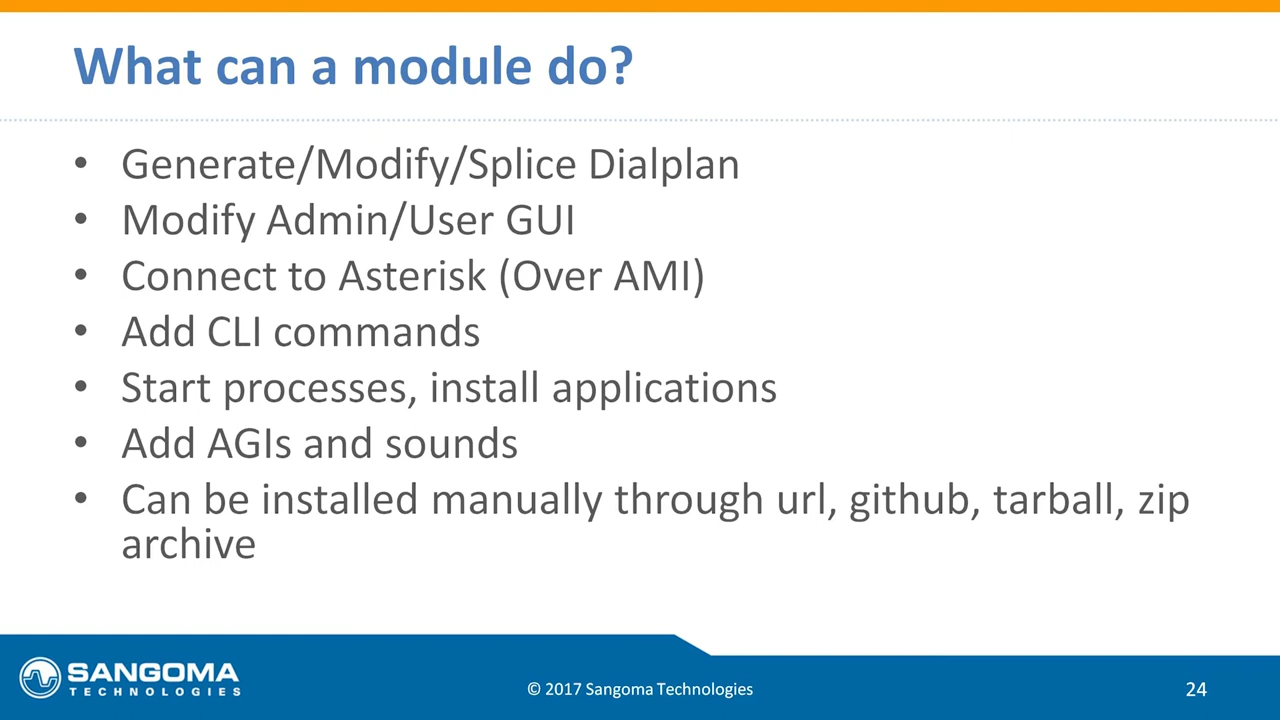 What can a module do?
• Generate/Modify/Splice Dialplan
• Modify Admin/User GUI
• Connect to Asterisk (Over AMI)
• Add CLI commands
• Start processes, install applications
• Add AGIs and sounds
• Can be installed manually through url, github, tarball, zip
archive
SANGOMA
TECHNOLOGIES
© 2017 Sangoma Technologies
24